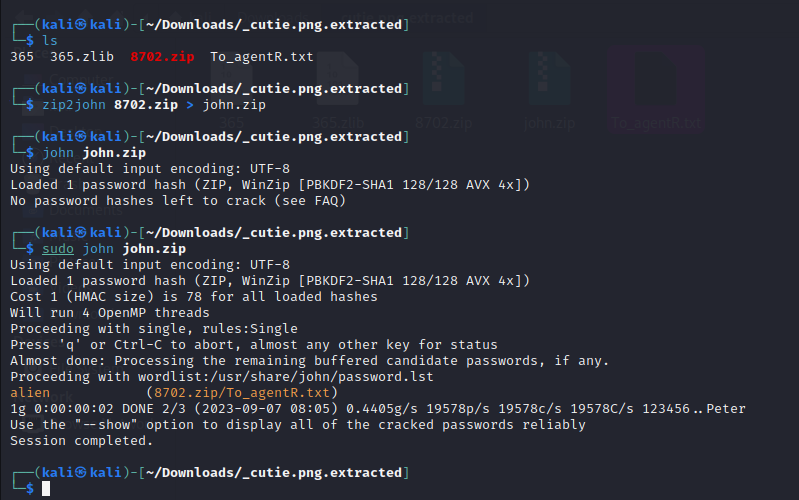 ┌──(kali㉿kali)-[~/Downloads/_cutie.png.extracted]
└─$ ls
365  365.zlib  8702.zip  To_agentR.txt
┌──(kali㉿kali)-[~/Downloads/_cutie.png.extracted]
└─$ zip2john 8702.zip > john.zip
┌──(kali㉿kali)-[~/Downloads/_cutie.png.extracted]
└─$ john john.zip
Using default input encoding: UTF-8
Loaded 1 password hash (ZIP, WinZip [PBKDF2-SHA1 128/128 AVX 4x])
No password hashes left to crack (see FAQ)
┌──(kali㉿kali)-[~/Downloads/_cutie.png.extracted]
└─$ sudo john john.zip
Using default input encoding: UTF-8
Loaded 1 password hash (ZIP, WinZip [PBKDF2-SHA1 128/128 AVX 4x])
Cost 1 (HMAC size) is 78 for all loaded hashes
Will run 4 OpenMP threads
Proceeding with single, rules:Single
Press 'q' or Ctrl-C to abort, almost any other key for status
Almost done: Processing the remaining buffered candidate passwords, if any.
Proceeding with wordlist:/usr/share/john/password.lst
alien            (8702.zip/To_agentR.txt)
1g 0:00:00:02 DONE 2/3 (2023-09-07 08:05) 0.4405g/s 19578p/s 19578c/s 19578C/s 123456..Peter
Use the "--show" option to display all of the cracked passwords reliably
Session completed.
┌──(kali㉿kali)-[~/Downloads/_cutie.png.extracted]
└─$
365
365.zlib
8702.zip
john.zip
To_agentR.txt